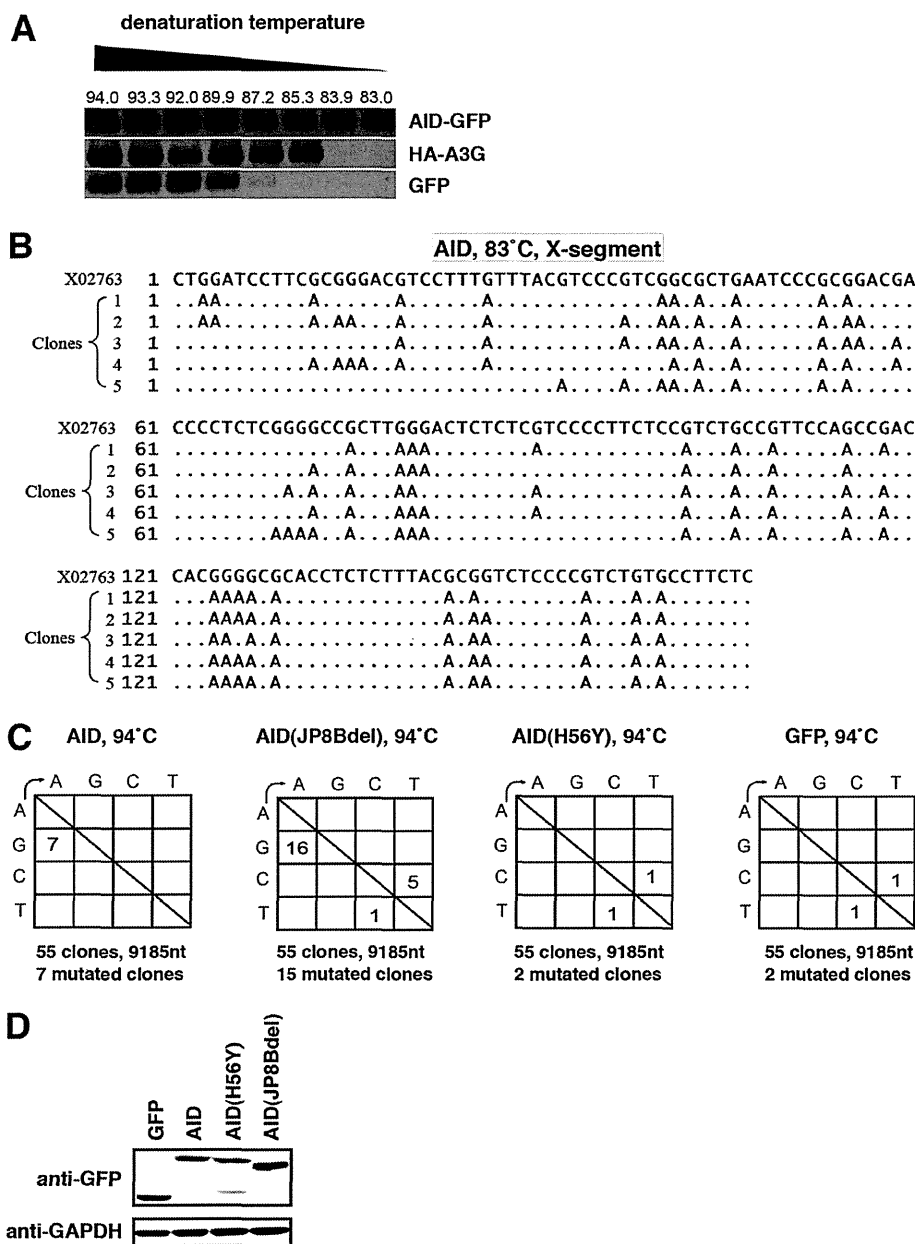 A
denaturation temperature
94.0 93.3 92.0 89.9 87.2 85.3 83.9 83.0
AID-GFP
HA-A3G
GFP
B
AID, 83°C, X-segment
X02763 1 CTGGATCCTTCGCGGGACGTCCTTTGTTTACGTCCCGTCGGCGCTGAATCCCGCGGACGA
Clones
1 1 ..AA.......A......A......A.............AA.A..A......A.A.....
2 1 ..AA.......A.AA...A......A..........A..AA.A..A......A.AA....
3 1 ..................A......A..........A..AA.A..A......A.AA..A.
4 1 ...........A.AAA..A......A..............A.A..A......A.A...A.
5 1 ...............................A....A..AA.A..A......A.A.....
X02763 61 CCCCTCTCGGGGCCGCTTGGGACTCTCTCGTCCCCTTCTCCGTCTGCCGTTCCAGCCGAC
Clones
1 61 ..............A...AAA........A...........A...A..A.....A..A..
2 61 ...........A..A...AAA....................A...A..A.....A.....
3 61 .........A.A..A...AA.........A...........A...A..A.....A..A..
4 61 ...........A..A...AAA........A...........A...A..A.....A..A..
5 61 ........AAAA..A...AAA....................A...A..A.....A..A..
X02763 121 CACGGGGCGCACCTCTCTTTACGCGGTCTCCCCGTCTGTGCCTTCTC
Clones
1 121 ...AAAA.A.............A.A........A...A.A.......
2 121 ...AAAA.A.............A.AA.......A...A.A.......
3 121 ...AA.A.A.............A.AA.......A...A.A.......
4 121 ...AAAA.A.............A.AA.......A...A.A.......
5 121 ...AAAA.A.............A.AA.......A...A.A.......
C
AID, 94°C
A G C T
A
G 7
C
T
55 clones, 9185nt
7 mutated clones
AID(JP8Bdel), 94°C
A G C T
A
G 16
C 5
T 1
55 clones, 9185nt
15 mutated clones
AID(H56Y), 94°C
A G C T
A
G
C 1
T 1
55 clones, 9185nt
2 mutated clones
GFP, 94°C
A G C T
A
G
C 1
T 1
55 clones, 9185nt
2 mutated clones
D
GFP
AID
AID(H56Y)
AID(JP8Bdel)
anti-GFP
anti-GAPDH